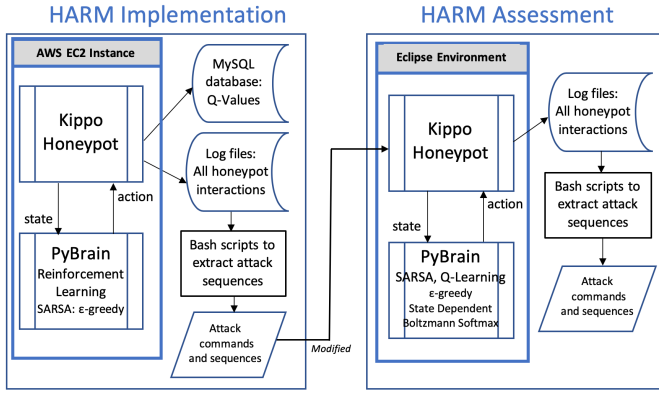 HARM Implementation
AWS EC2 Instance
Kippo
Honeypot
MySQL
database:
Q-Values
Log files:
All honeypot
interactions
state
action
PyBrain
Reinforcement
Learning
SARSA: ε-greedy
Bash scripts to
extract attack
sequences
Attack
commands
and sequences
Modified
HARM Assessment
Eclipse Environment
Kippo
Honeypot
Log files:
All honeypot
interactions
state
action
PyBrain
SARSA, Q-Learning
ε-greedy
State Dependent
Boltzmann Softmax
Bash scripts to
extract attack
sequences
Attack
commands
and sequences